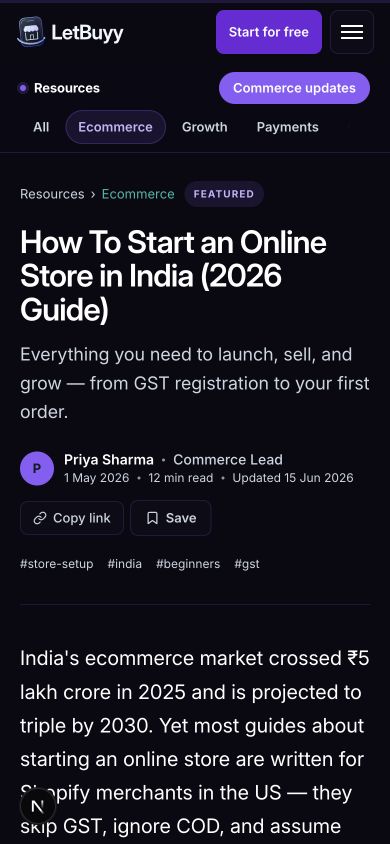 LetBuyy
Start for free
Resources
Commerce updates
All Ecommerce Growth Payments
Resources › Ecommerce FEATURED
How To Start an Online
Store in India (2026
Guide)
Everything you need to launch, sell, and
grow — from GST registration to your first
order.
P
Priya Sharma • Commerce Lead
1 May 2026 • 12 min read • Updated 15 Jun 2026
Copy link
Save
#store-setup #india #beginners #gst
India's ecommerce market crossed ₹5
lakh crore in 2025 and is projected to
triple by 2030. Yet most guides about
starting an online store are written for
Shopify merchants in the US — they
N
skip GST, ignore COD, and assume